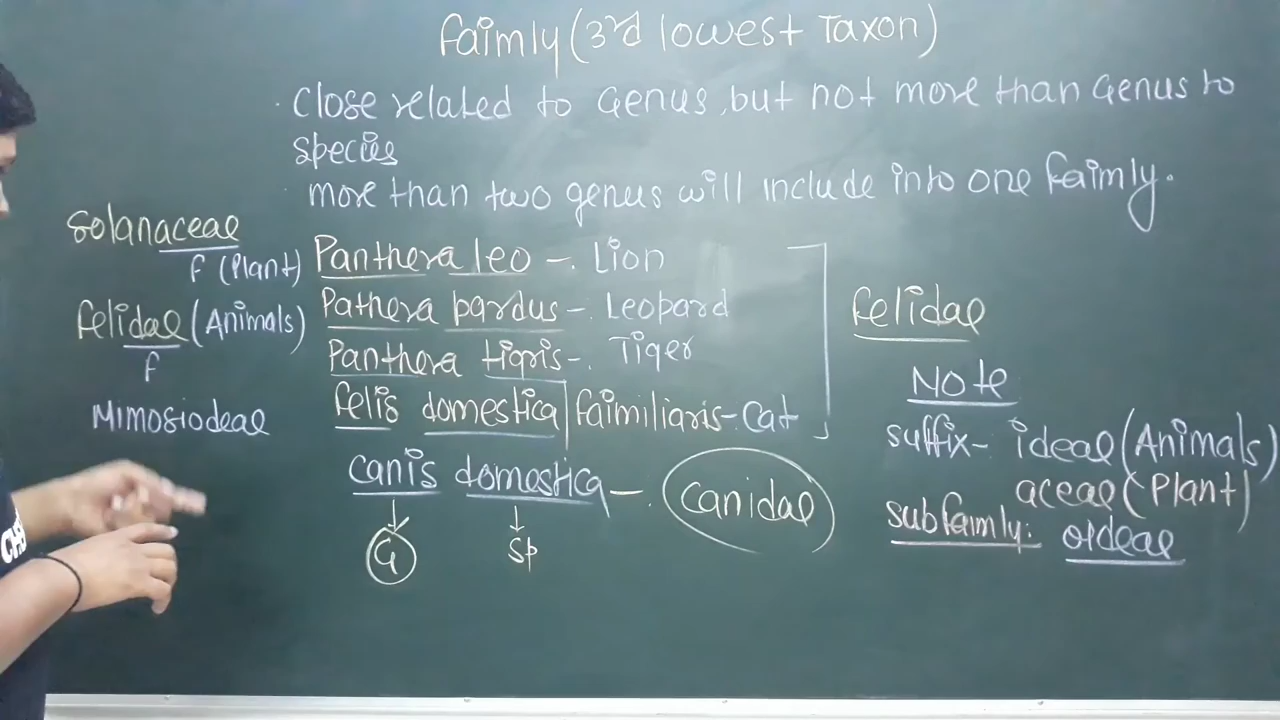 Faimly (3rd lowest Taxon)
. Close related to Genus, but not more than Genus to
species
. more than two genus will include into one faimly.
Solanaceae
f (Plant)
Felidae (Animals)
f
Mimosiodeae
Panthera leo -. Lion
Pathera pardus -. Leopard
Panthera tigris -. Tiger
Felis domestica | faimiliaris - Cat
Canis domestica -. Canidae
G
Sp
Felidae
Note
suffix - ideae (Animals)
aceae (Plant)
subfaimly: oideae